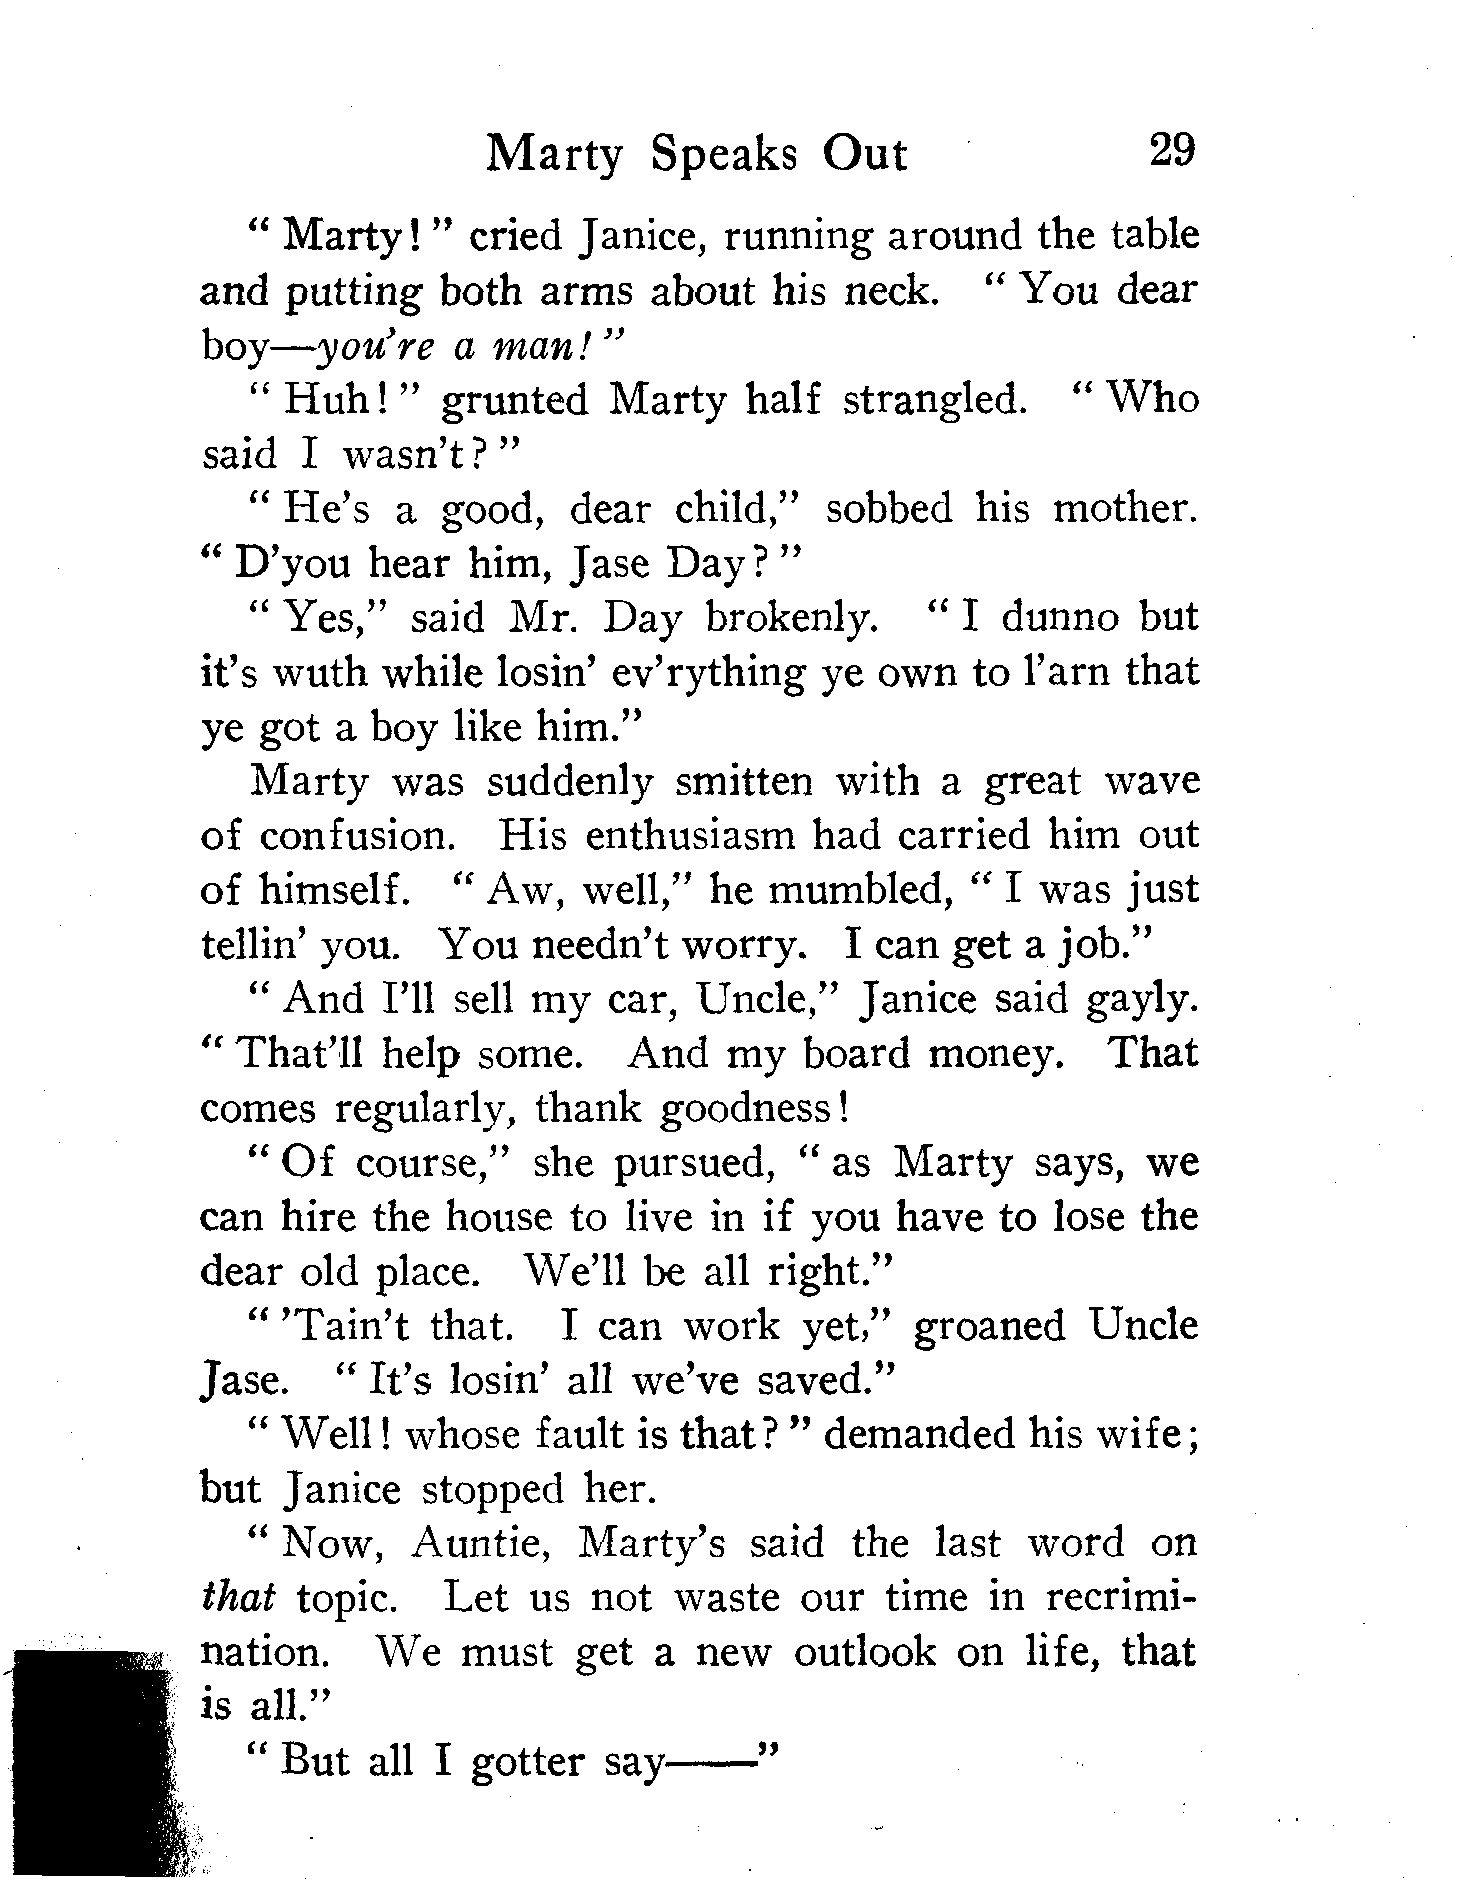 Marty Speaks Out 29
" Marty! " cried Janice, running around the table
and putting both arms about his neck. " You dear
boy—you're a man! "
" Huh! " grunted Marty half strangled. " Who
said I wasn't? "
" He's a good, dear child," sobbed his mother.
" D'you hear him, Jase Day? "
" Yes," said Mr. Day brokenly. " I dunno but
it's wuth while losin' ev'rything ye own to l'arn that
ye got a boy like him."
Marty was suddenly smitten with a great wave
of confusion. His enthusiasm had carried him out
of himself. " Aw, well," he mumbled, " I was just
tellin' you. You needn't worry. I can get a job."
" And I'll sell my car, Uncle," Janice said gayly.
" That'll help some. And my board money. That
comes regularly, thank goodness!
" Of course," she pursued, " as Marty says, we
can hire the house to live in if you have to lose the
dear old place. We'll be all right."
" 'Tain't that. I can work yet," groaned Uncle
Jase. " It's losin' all we've saved."
" Well! whose fault is that? " demanded his wife;
but Janice stopped her.
" Now, Auntie, Marty's said the last word on
that topic. Let us not waste our time in recrimi-
nation. We must get a new outlook on life, that
is all."
" But all I gotter say——"